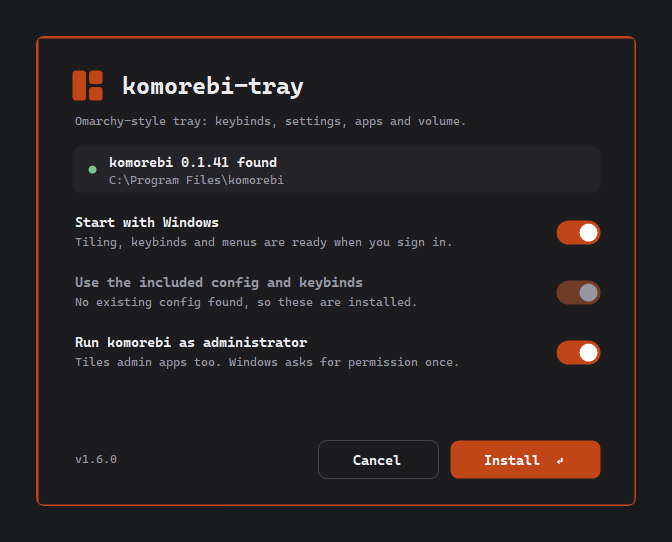 komorebi-tray
Omarchy-style tray: keybinds, settings, apps and volume.
komorebi 0.1.41 found
C:\Program Files\komorebi
Start with Windows
Tiling, keybinds and menus are ready when you sign in.
Use the included config and keybinds
No existing config found, so these are installed.
Run komorebi as administrator
Tiles admin apps too. Windows asks for permission once.
v1.6.0
Cancel
Install ↵